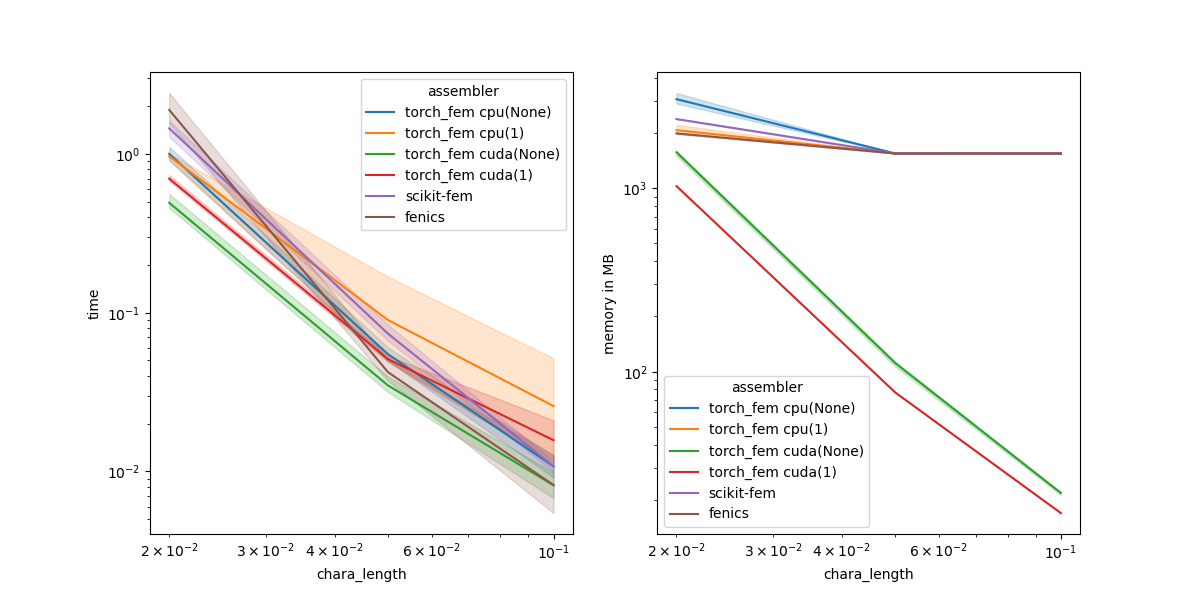 assembler
torch_fem cpu(None)
torch_fem cpu(1)
torch_fem cuda(None)
torch_fem cuda(1)
scikit-fem
fenics
time
10⁰
10⁻¹
10⁻²
2 × 10⁻²
3 × 10⁻²
4 × 10⁻²
6 × 10⁻²
10⁻¹
chara_length
memory in MB
10³
10²
assembler
torch_fem cpu(None)
torch_fem cpu(1)
torch_fem cuda(None)
torch_fem cuda(1)
scikit-fem
fenics
2 × 10⁻²
3 × 10⁻²
4 × 10⁻²
6 × 10⁻²
10⁻¹
chara_length